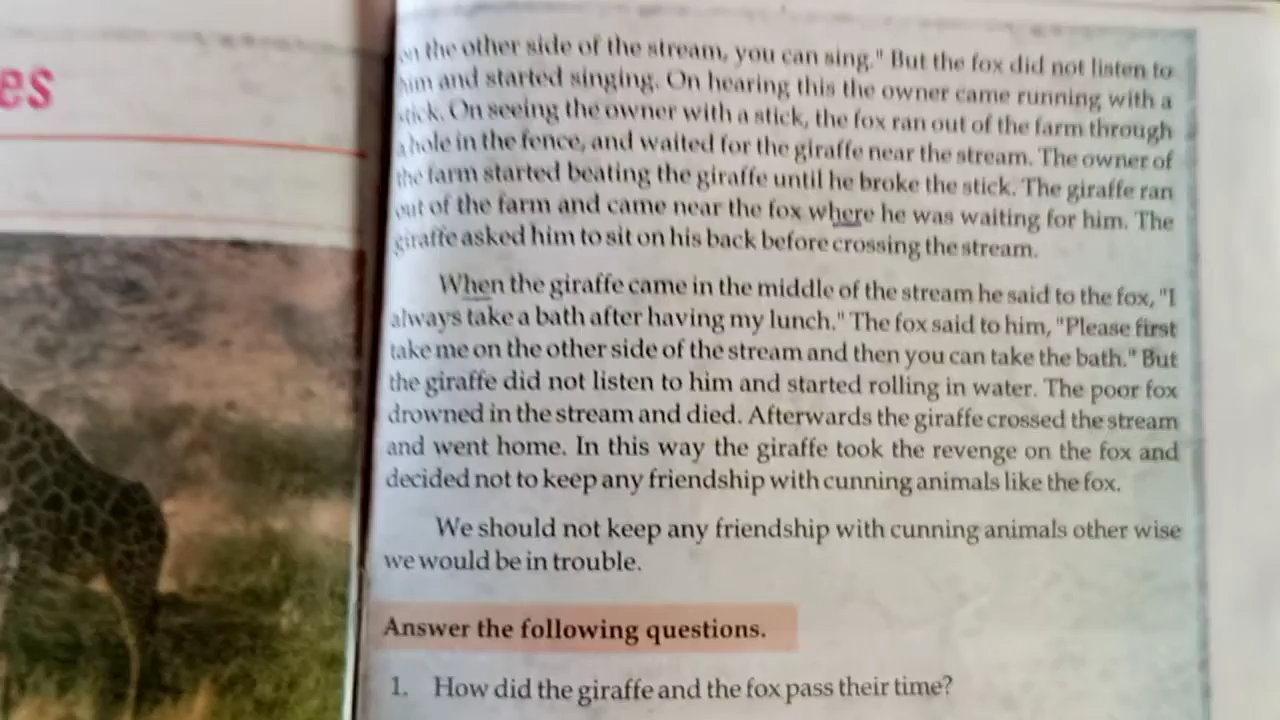 es
on the other side of the stream, you can sing." But the fox did not listen to
him and started singing. On hearing this the owner came running with a
stick. On seeing the owner with a stick, the fox ran out of the farm through
a hole in the fence, and waited for the giraffe near the stream. The owner of
the farm started beating the giraffe until he broke the stick. The giraffe ran
out of the farm and came near the fox where he was waiting for him. The
giraffe asked him to sit on his back before crossing the stream.
When the giraffe came in the middle of the stream he said to the fox, "I
always take a bath after having my lunch." The fox said to him, "Please first
take me on the other side of the stream and then you can take the bath." But
the giraffe did not listen to him and started rolling in water. The poor fox
drowned in the stream and died. Afterwards the giraffe crossed the stream
and went home. In this way the giraffe took the revenge on the fox and
decided not to keep any friendship with cunning animals like the fox.
We should not keep any friendship with cunning animals other wise
we would be in trouble.
Answer the following questions.
1. How did the giraffe and the fox pass their time?